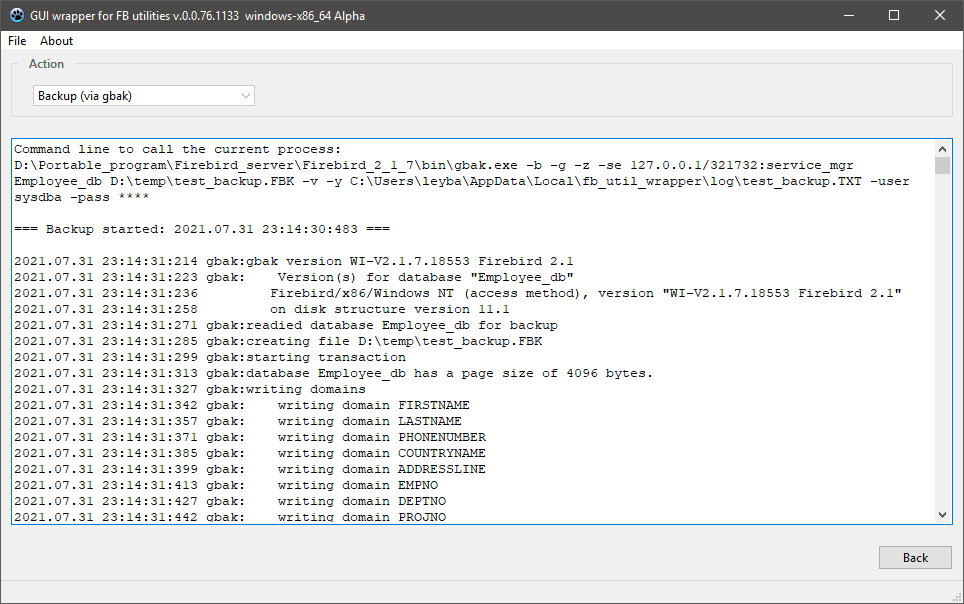 GUI wrapper for FB utilities v.0.0.76.1133 windows-x86_64 Alpha
File About
Action
Backup (via gbak)
Command line to call the current process:
D:\Portable_program\Firebird_server\Firebird_2_1_7\bin\gbak.exe -b -g -z -se 127.0.0.1/321732:service_mgr
Employee_db D:\temp\test_backup.FBK -v -y C:\Users\leyba\AppData\Local\fb_util_wrapper\log\test_backup.TXT -user
sysdba -pass ****
=== Backup started: 2021.07.31 23:14:30:483 ===
2021.07.31 23:14:31:214 gbak:gbak version WI-V2.1.7.18553 Firebird 2.1
2021.07.31 23:14:31:223 gbak:    Version(s) for database "Employee_db"
2021.07.31 23:14:31:236         Firebird/x86/Windows NT (access method), version "WI-V2.1.7.18553 Firebird 2.1"
2021.07.31 23:14:31:258         on disk structure version 11.1
2021.07.31 23:14:31:271 gbak:readied database Employee_db for backup
2021.07.31 23:14:31:285 gbak:creating file D:\temp\test_backup.FBK
2021.07.31 23:14:31:299 gbak:starting transaction
2021.07.31 23:14:31:313 gbak:database Employee_db has a page size of 4096 bytes.
2021.07.31 23:14:31:327 gbak:writing domains
2021.07.31 23:14:31:342 gbak:    writing domain FIRSTNAME
2021.07.31 23:14:31:357 gbak:    writing domain LASTNAME
2021.07.31 23:14:31:371 gbak:    writing domain PHONENUMBER
2021.07.31 23:14:31:385 gbak:    writing domain COUNTRYNAME
2021.07.31 23:14:31:399 gbak:    writing domain ADDRESSLINE
2021.07.31 23:14:31:413 gbak:    writing domain EMPNO
2021.07.31 23:14:31:427 gbak:    writing domain DEPTNO
2021.07.31 23:14:31:442 gbak:    writing domain PROJNO
Back